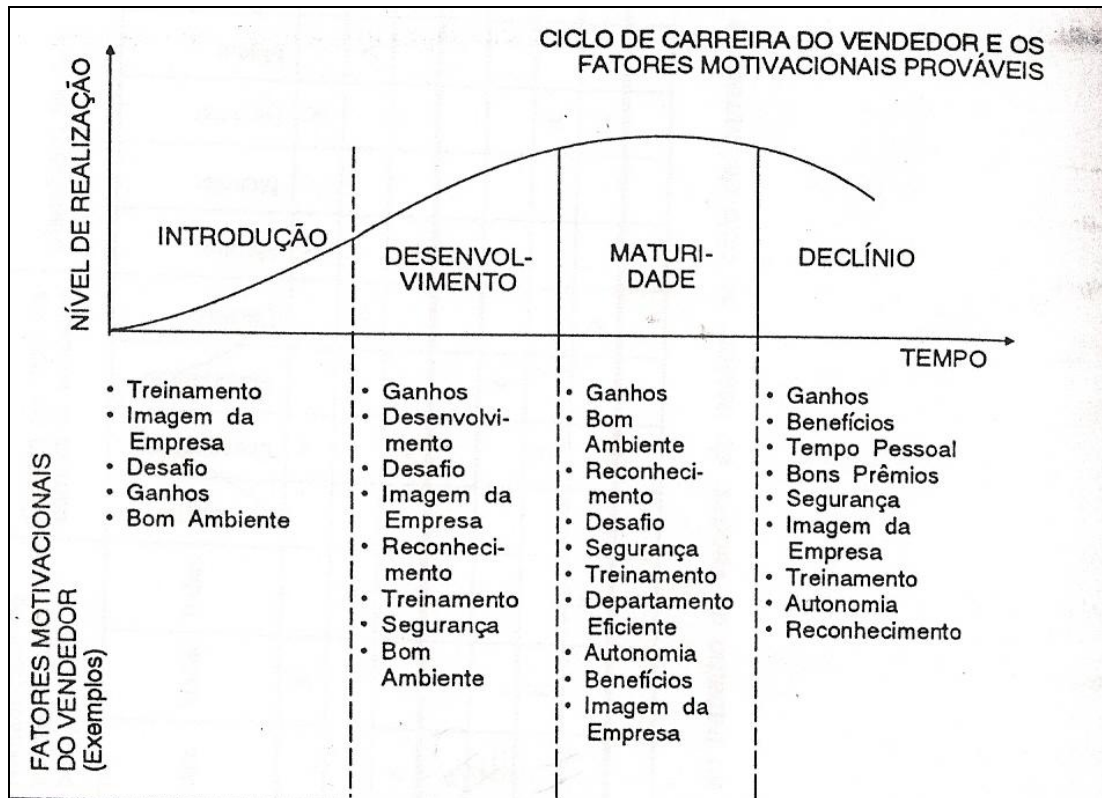 CICLO DE CARREIRA DO VENDEDOR E OS
FATORES MOTIVACIONAIS PROVÁVEIS
NÍVEL DE REALIZAÇÃO
INTRODUÇÃO
DESENVOL-
VIMENTO
MATURI-
DADE
DECLÍNIO
TEMPO
FATORES MOTIVACIONAIS
DO VENDEDOR
(Exemplos)
• Treinamento
• Imagem da
Empresa
• Desafio
• Ganhos
• Bom Ambiente
• Ganhos
• Desenvolvi-
mento
• Desafio
• Imagem da
Empresa
• Reconheci-
mento
• Treinamento
• Segurança
• Bom
Ambiente
• Ganhos
• Bom
Ambiente
• Reconheci-
mento
• Desafio
• Segurança
• Treinamento
• Departamento
Eficiente
• Autonomia
• Benefícios
• Imagem da
Empresa
• Ganhos
• Benefícios
• Tempo Pessoal
• Bons Prêmios
• Segurança
• Imagem da
Empresa
• Treinamento
• Autonomia
• Reconhecimento